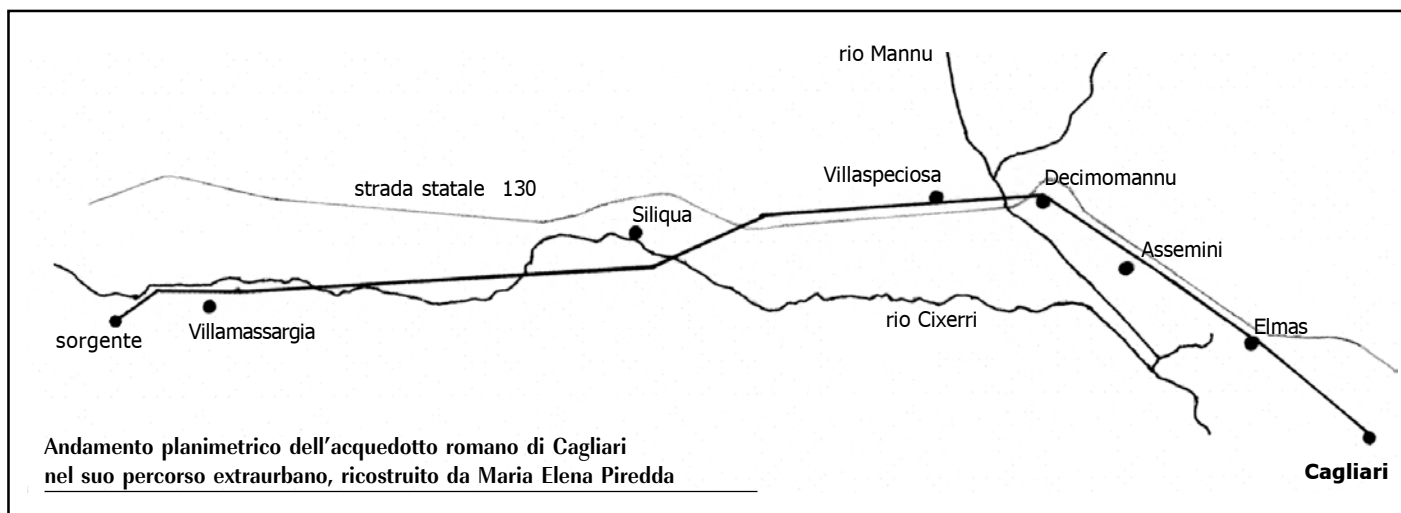 rio Mannu
strada statale 130
Villaspeciosa
Decimomannu
Siliqua
Assemini
sorgente
Villamassargia
rio Cixerri
Elmas
Andamento planimetrico dell'acquedotto romano di Cagliari
nel suo percorso extraurbano, ricostruito da Maria Elena Piredda
Cagliari